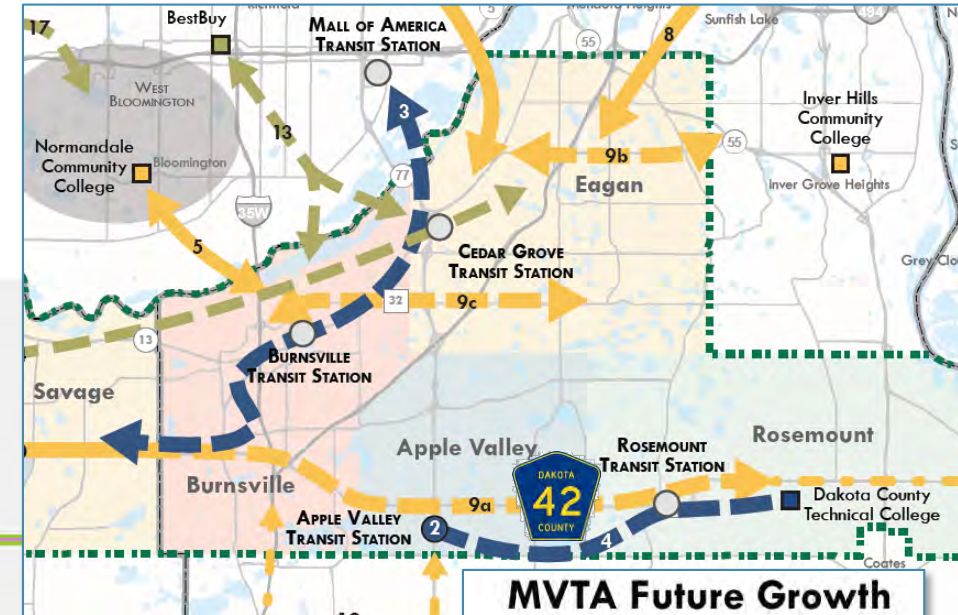 17
BestBuy
MALL OF AMERICA
TRANSIT STATION
5
Mendota Heights
55
8
Sunfish Lake
494
WEST
BLOOMINGTON
3
Inver Hills
Community
College
13
Normandale
Community
College
Bloomington
77
9b
55
Eagan
Inver Grove Heights
35W
5
CEDAR GROVE
TRANSIT STATION
32
9c
13
BURNSVILLE
TRANSIT STATION
Savage
Apple Valley
ROSEMOUNT
TRANSIT STATION
Rosemount
Burnsville
DAKOTA
42
COUNTY
9a
APPLE VALLEY
TRANSIT STATION
2
4
Dakota County
Technical College
Coates
MVTA Future Growth